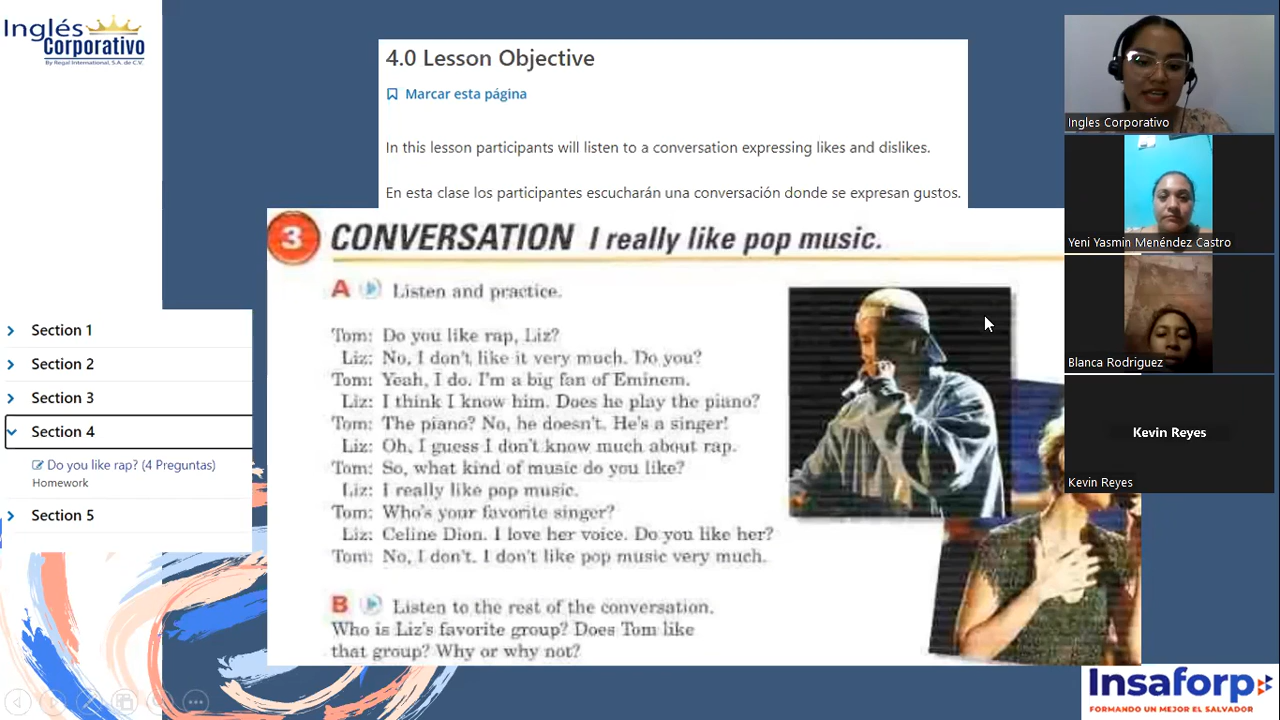 Inglés
Corporativo
By Regal International, S.A. de C.V.
4.0 Lesson Objective
Marcar esta página
In this lesson participants will listen to a conversation expressing likes and dislikes.
En esta clase los participantes escucharán una conversación donde se expresan gustos.
3 CONVERSATION I really like pop music.
A Listen and practice.
Tom: Do you like rap, Liz?
Liz: No, I don't like it very much. Do you?
Tom: Yeah, I do. I'm a big fan of Eminem.
Liz: I think I know him. Does he play the piano?
Tom: The piano? No, he doesn't. He's a singer!
Liz: Oh, I guess I don't know much about rap.
Tom: So, what kind of music do you like?
Liz: I really like pop music.
Tom: Who's your favorite singer?
Liz: Celine Dion. I love her voice. Do you like her?
Tom: No, I don't. I don't like pop music very much.
B Listen to the rest of the conversation.
Who is Liz's favorite group? Does Tom like
that group? Why or why not?
Section 1
Section 2
Section 3
Section 4
Do you like rap? (4 Preguntas)
Homework
Section 5
Ingles Corporativo
Yeni Yasmin Menéndez Castro
Blanca Rodriguez
Kevin Reyes
Kevin Reyes
Insaforp
FORMANDO UN MEJOR EL SALVADOR